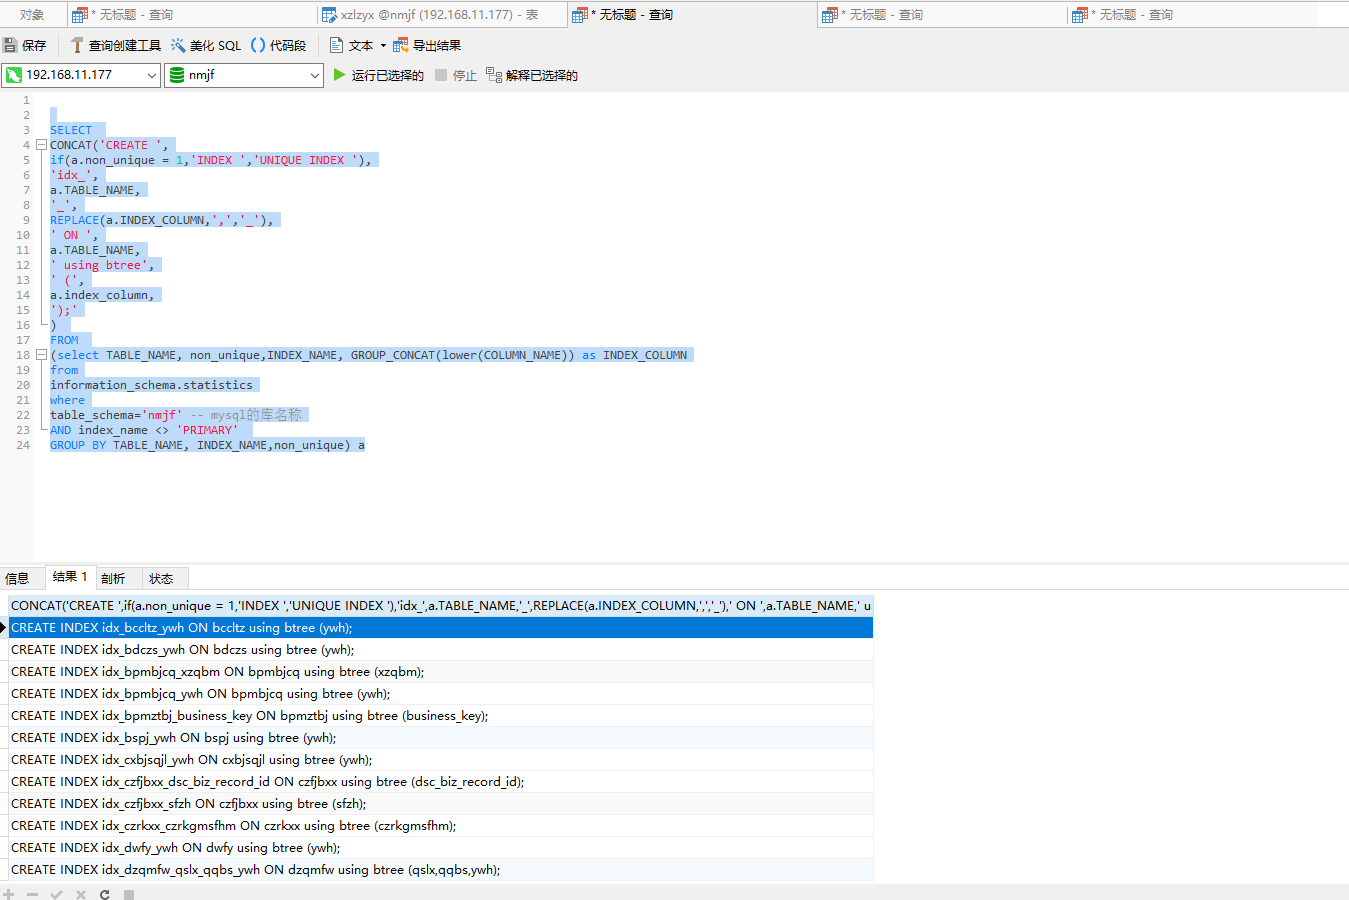 对象 * 无标题 - 查询 xzlzyx @nmjf (192.168.11.177) - 表 * 无标题 - 查询 * 无标题 - 查询 * 无标题 - 查询
保存 查询创建工具 美化 SQL () 代码段 文本 导出结果
192.168.11.177 nmjf 运行已选择的 停止 解释已选择的
1
2
3 SELECT
4 CONCAT('CREATE ',
5 if(a.non_unique = 1,'INDEX ','UNIQUE INDEX '),
6 'idx_',
7 a.TABLE_NAME,
8 '_',
9 REPLACE(a.INDEX_COLUMN,',','_'),
10 ' ON ',
11 a.TABLE_NAME,
12 ' using btree',
13 ' (',
14 a.index_column,
15 ');'
16 )
17 FROM
18 (select TABLE_NAME, non_unique,INDEX_NAME, GROUP_CONCAT(lower(COLUMN_NAME)) as INDEX_COLUMN
19 from
20 information_schema.statistics
21 where
22 table_schema='nmjf' -- mysql的库名称
23 AND index_name <> 'PRIMARY'
24 GROUP BY TABLE_NAME, INDEX_NAME,non_unique) a
信息 结果 1 剖析 状态
CONCAT('CREATE ',if(a.non_unique = 1,'INDEX ','UNIQUE INDEX '),'idx_',a.TABLE_NAME,'_',REPLACE(a.INDEX_COLUMN,',','_'),' ON ',a.TABLE_NAME,' u
CREATE INDEX idx_bccltz_ywh ON bccltz using btree (ywh);
CREATE INDEX idx_bdczs_ywh ON bdczs using btree (ywh);
CREATE INDEX idx_bpmbjcq_xzqbm ON bpmbjcq using btree (xzqbm);
CREATE INDEX idx_bpmbjcq_ywh ON bpmbjcq using btree (ywh);
CREATE INDEX idx_bpmztbj_business_key ON bpmztbj using btree (business_key);
CREATE INDEX idx_bspj_ywh ON bspj using btree (ywh);
CREATE INDEX idx_cxbjsqjl_ywh ON cxbjsqjl using btree (ywh);
CREATE INDEX idx_czfjbxx_dsc_biz_record_id ON czfjbxx using btree (dsc_biz_record_id);
CREATE INDEX idx_czfjbxx_sfzh ON czfjbxx using btree (sfzh);
CREATE INDEX idx_czrkxx_czrkgmsfhm ON czrkxx using btree (czrkgmsfhm);
CREATE INDEX idx_dwfy_ywh ON dwfy using btree (ywh);
CREATE INDEX idx_dzqmfw_qslx_qqbs_ywh ON dzqmfw using btree (qslx,qqbs,ywh);